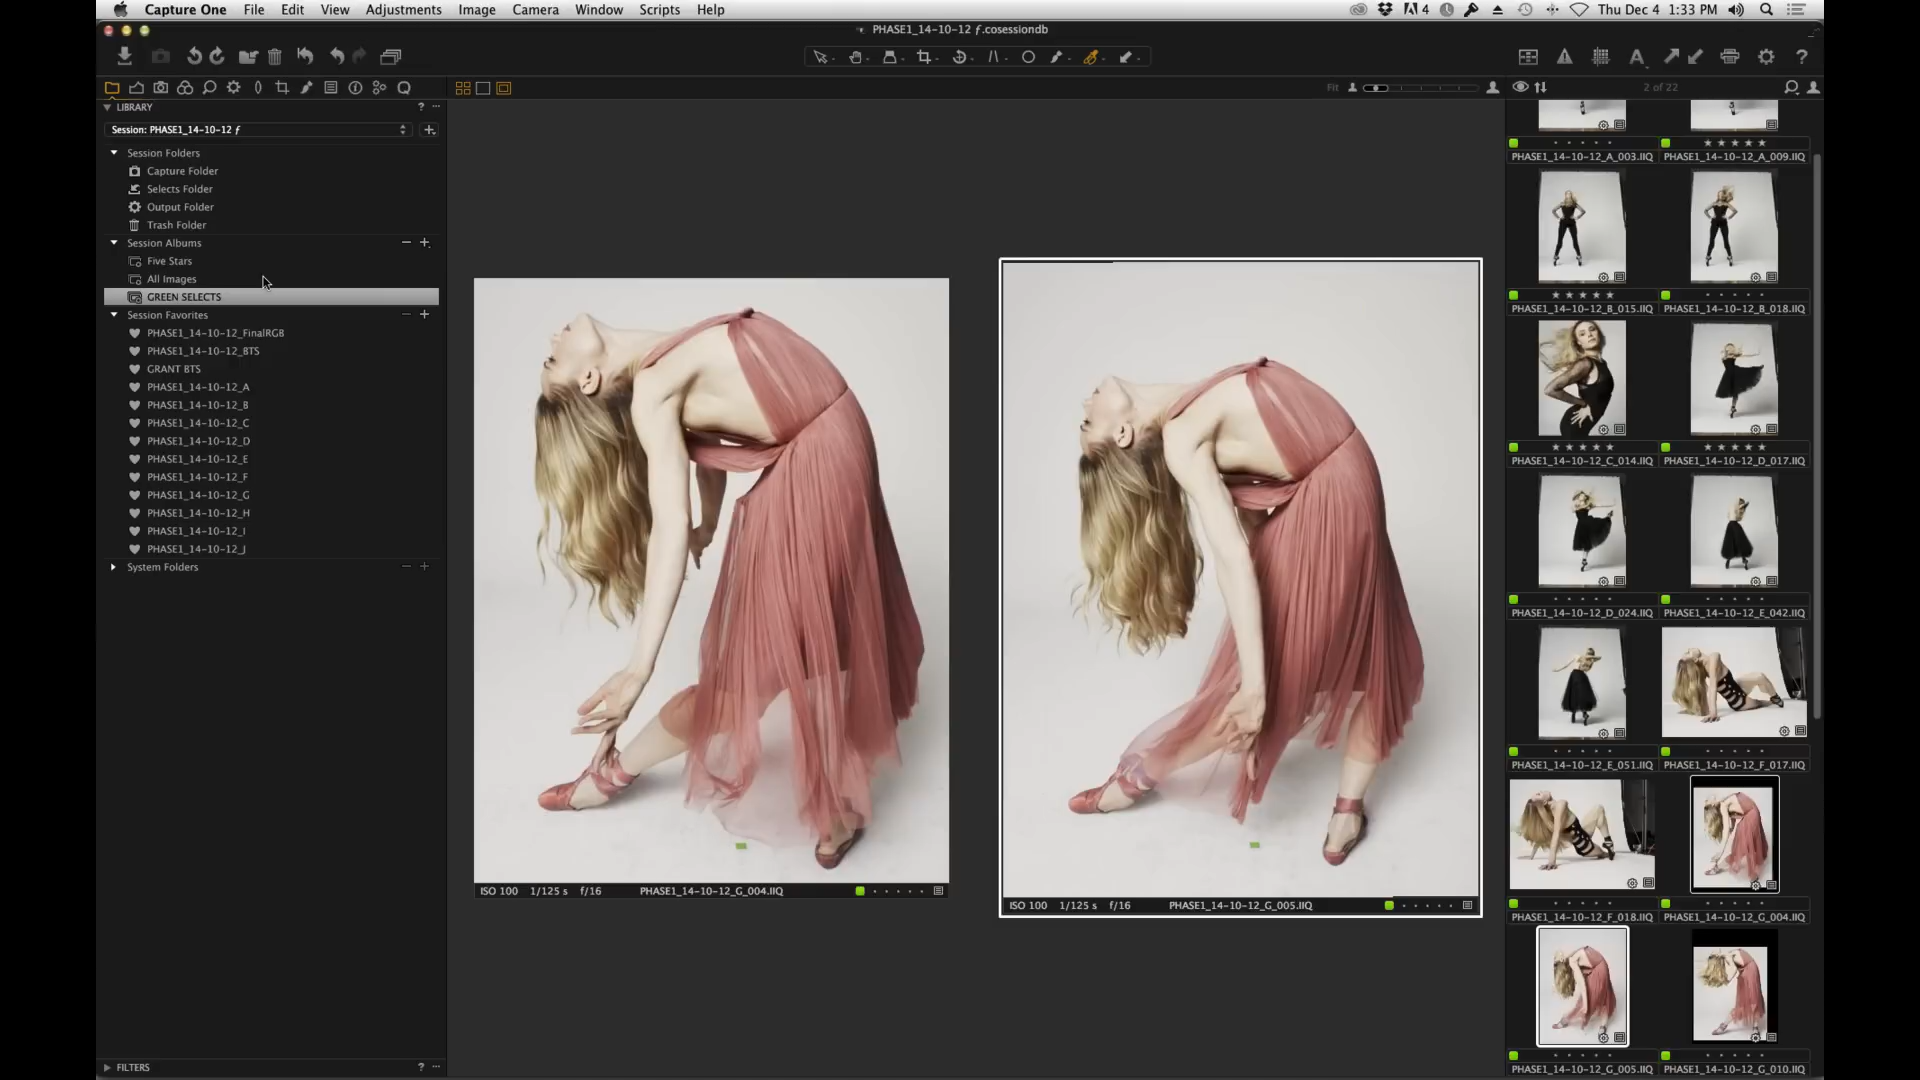 Capture One File Edit View Adjustments Image Camera Window Scripts Help
4 Thu Dec 4 1:33 PM
PHASE1_14-10-12 ƒ.cosessiondb
Fit
2 of 22
LIBRARY ? ...
Session: PHASE1_14-10-12 ƒ
Session Folders
Capture Folder
Selects Folder
Output Folder
Trash Folder
Session Albums
Five Stars
All Images
GREEN SELECTS
Session Favorites
PHASE1_14-10-12_FinalRGB
PHASE1_14-10-12_BTS
GRANT BTS
PHASE1_14-10-12_A
PHASE1_14-10-12_B
PHASE1_14-10-12_C
PHASE1_14-10-12_D
PHASE1_14-10-12_E
PHASE1_14-10-12_F
PHASE1_14-10-12_G
PHASE1_14-10-12_H
PHASE1_14-10-12_I
PHASE1_14-10-12_J
System Folders
FILTERS ? ...
ISO 100 1/125 s f/16 PHASE1_14-10-12_G_004.IIQ
ISO 100 1/125 s f/16 PHASE1_14-10-12_G_005.IIQ
PHASE1_14-10-12_A_003.IIQ PHASE1_14-10-12_A_009.IIQ
PHASE1_14-10-12_B_015.IIQ PHASE1_14-10-12_B_018.IIQ
PHASE1_14-10-12_C_014.IIQ PHASE1_14-10-12_D_017.IIQ
PHASE1_14-10-12_D_024.IIQ PHASE1_14-10-12_E_042.IIQ
PHASE1_14-10-12_E_051.IIQ PHASE1_14-10-12_F_017.IIQ
PHASE1_14-10-12_F_018.IIQ PHASE1_14-10-12_G_004.IIQ
PHASE1_14-10-12_G_005.IIQ PHASE1_14-10-12_G_010.IIQ